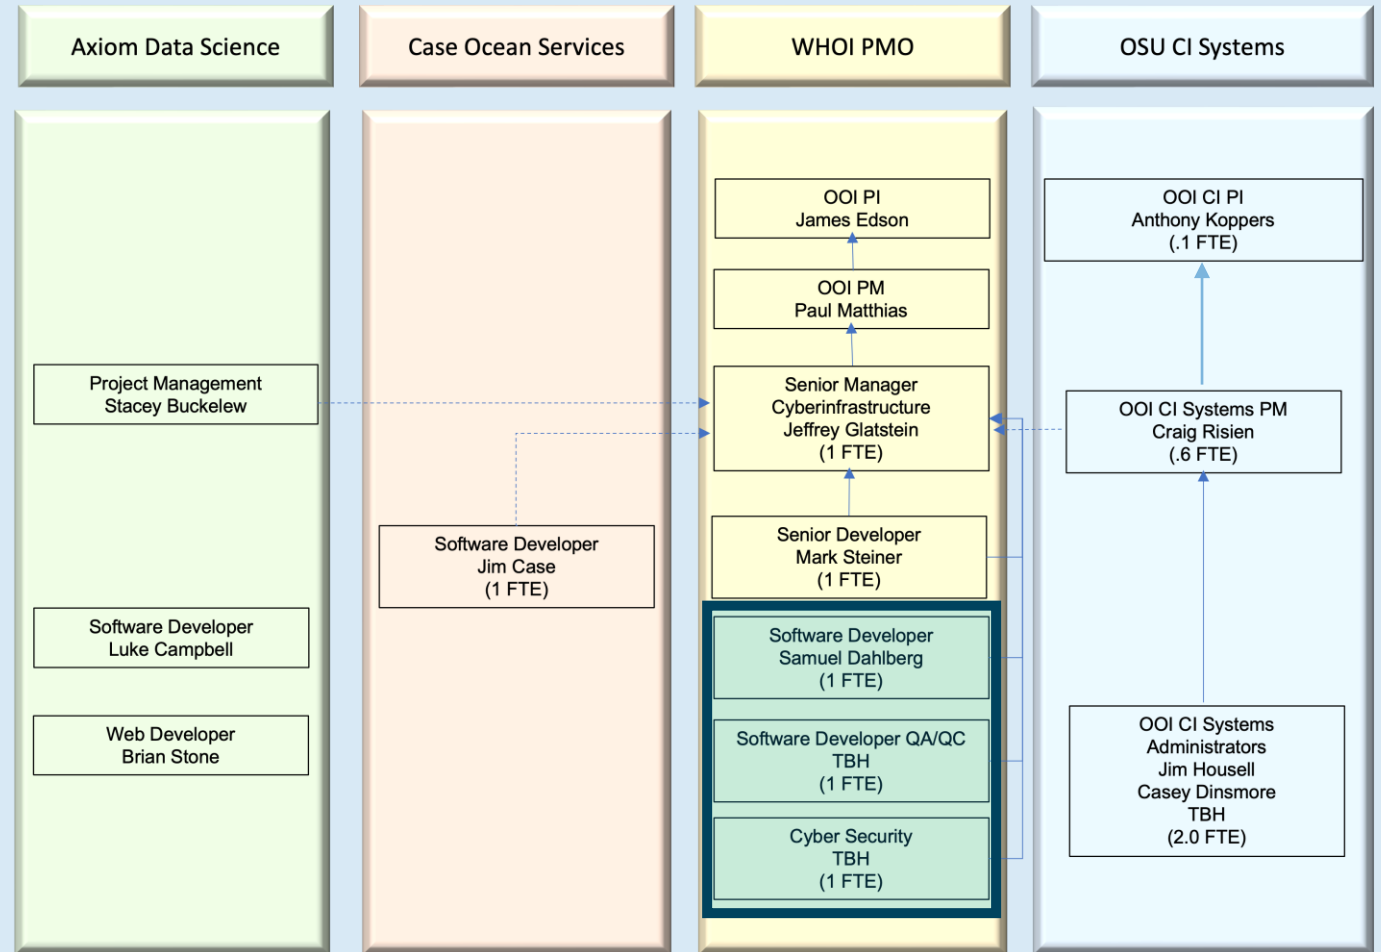 Axiom Data Science
Case Ocean Services
WHOI PMO
OSU CI Systems
Project Management
Stacey Buckelew
Software Developer
Luke Campbell
Web Developer
Brian Stone
Software Developer
Jim Case
(1 FTE)
OOI PI
James Edson
OOI PM
Paul Matthias
Senior Manager
Cyberinfrastructure
Jeffrey Glatstein
(1 FTE)
Senior Developer
Mark Steiner
(1 FTE)
Software Developer
Samuel Dahlberg
(1 FTE)
Software Developer QA/QC
TBH
(1 FTE)
Cyber Security
TBH
(1 FTE)
OOI CI PI
Anthony Koppers
(.1 FTE)
OOI CI Systems PM
Craig Risien
(.6 FTE)
OOI CI Systems
Administrators
Jim Housell
Casey Dinsmore
TBH
(2.0 FTE)